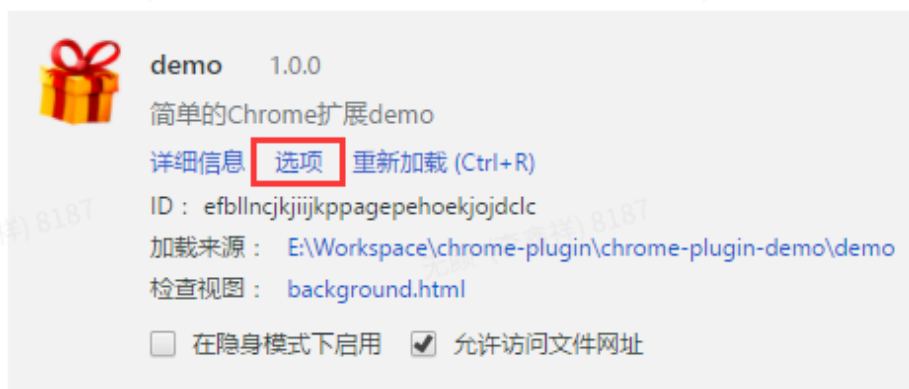 demo 1.0.0
简单的Chrome扩展demo
详细信息 选项 重新加载 (Ctrl+R)
ID： efbllncjkjiijkppagepehoekjojdclc
加载来源： E:\Workspace\chrome-plugin\chrome-plugin-demo\demo
检查视图： background.html
在隐身模式下启用 允许访问文件网址
祥) 8187
8187